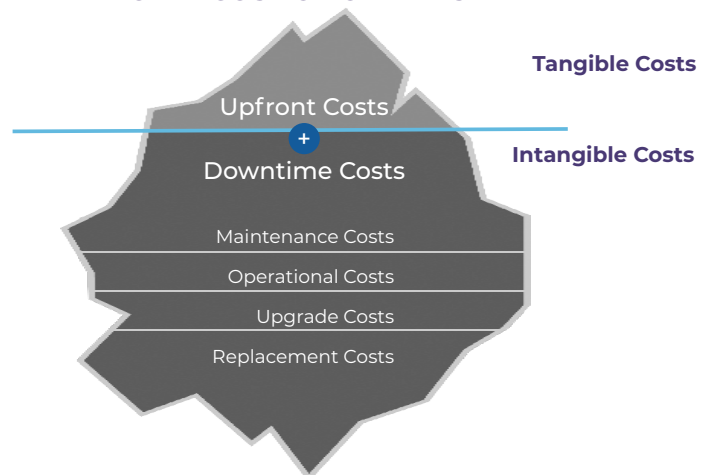 Tangible Costs
Upfront Costs
+
Intangible Costs
Downtime Costs
Maintenance Costs
Operational Costs
Upgrade Costs
Replacement Costs